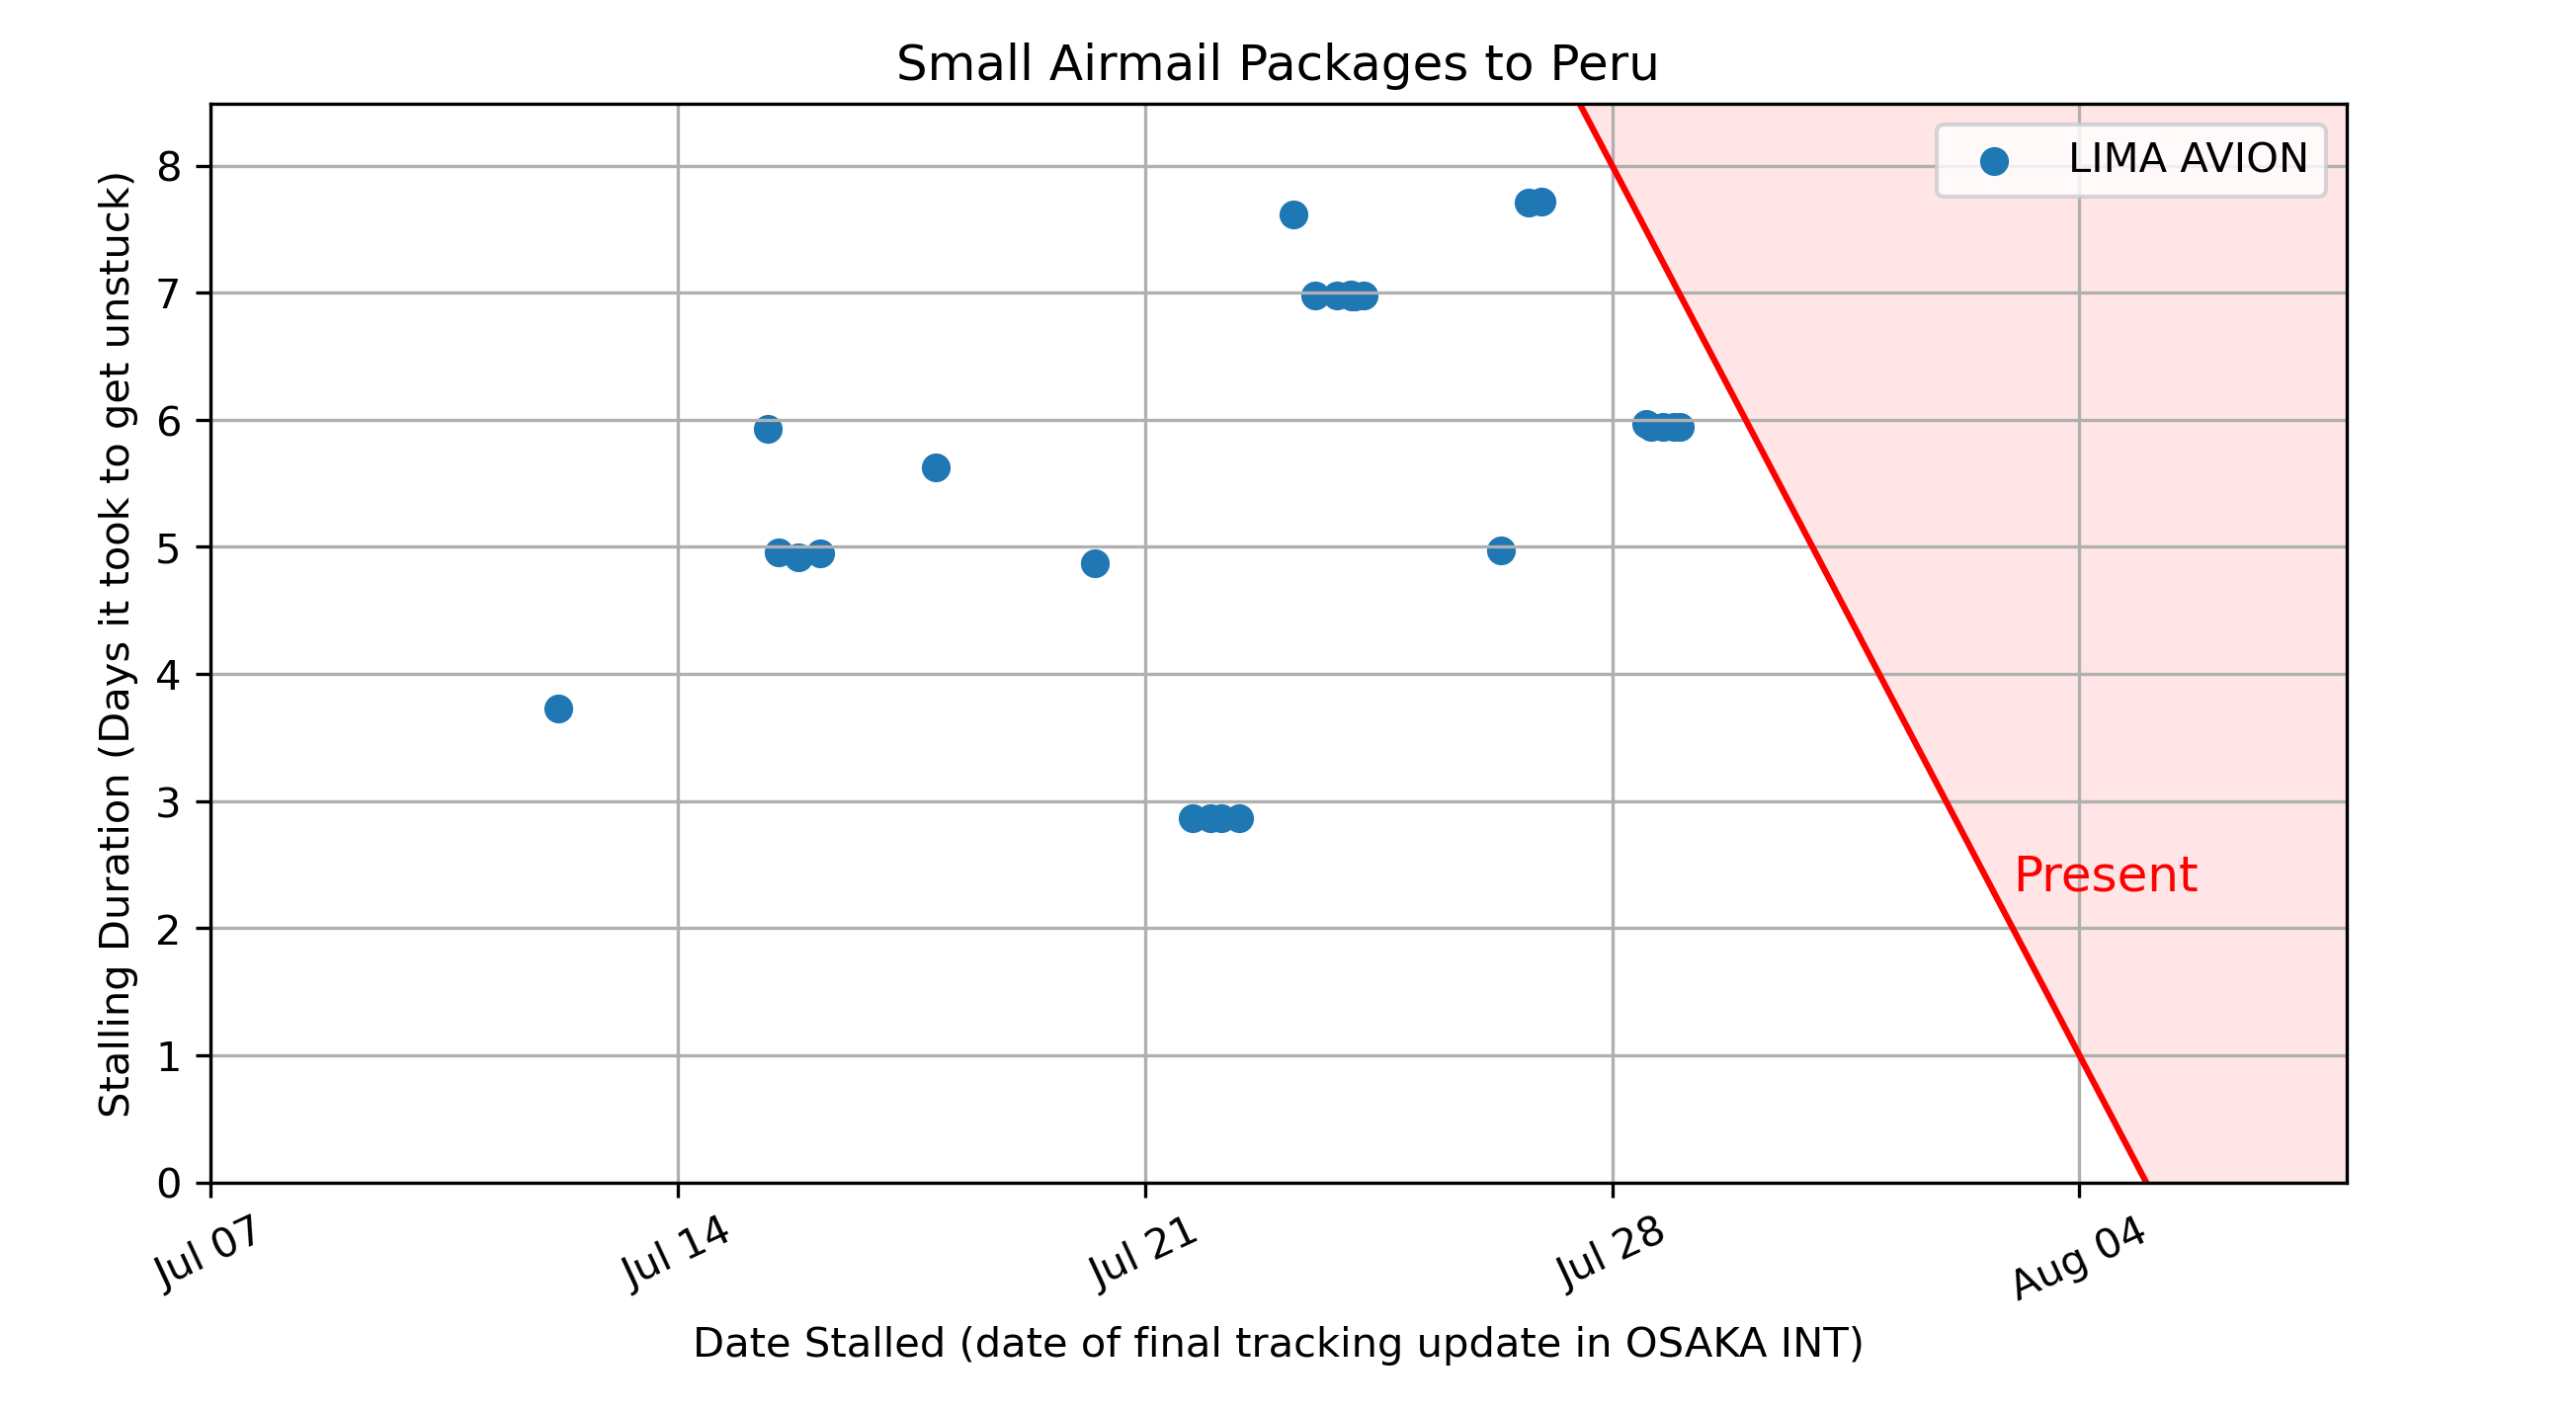 Small Airmail Packages to Peru
LIMA AVION
Stalling Duration (Days it took to get unstuck)
8
7
6
5
4
3
2
1
0
Present
Jul 07
Jul 14
Jul 21
Jul 28
Aug 04
Date Stalled (date of final tracking update in OSAKA INT)